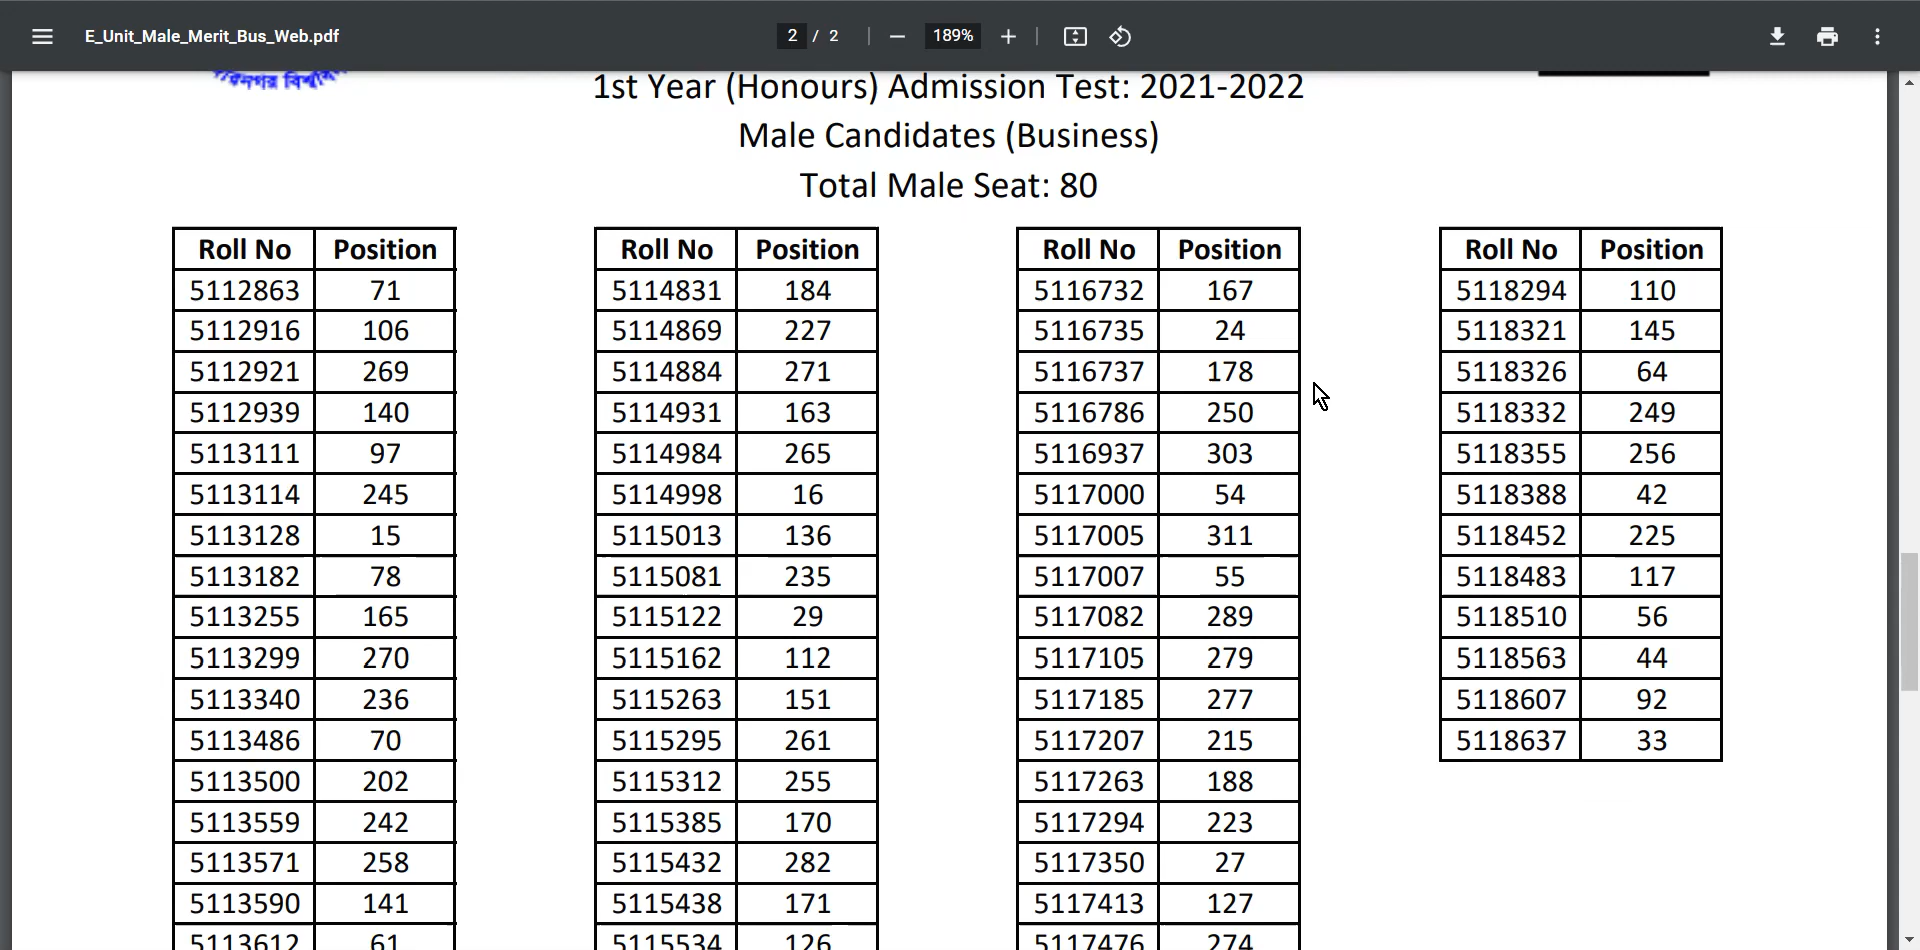 E_Unit_Male_Merit_Bus_Web.pdf 2 / 2 189%
1st Year (Honours) Admission Test: 2021-2022
Male Candidates (Business)
Total Male Seat: 80
Roll No Position Roll No Position Roll No Position Roll No Position
5112863 71 5114831 184 5116732 167 5118294 110
5112916 106 5114869 227 5116735 24 5118321 145
5112921 269 5114884 271 5116737 178 5118326 64
5112939 140 5114931 163 5116786 250 5118332 249
5113111 97 5114984 265 5116937 303 5118355 256
5113114 245 5114998 16 5117000 54 5118388 42
5113128 15 5115013 136 5117005 311 5118452 225
5113182 78 5115081 235 5117007 55 5118483 117
5113255 165 5115122 29 5117082 289 5118510 56
5113299 270 5115162 112 5117105 279 5118563 44
5113340 236 5115263 151 5117185 277 5118607 92
5113486 70 5115295 261 5117207 215 5118637 33
5113500 202 5115312 255 5117263 188
5113559 242 5115385 170 5117294 223
5113571 258 5115432 282 5117350 27
5113590 141 5115438 171 5117413 127
5113612 61 5115534 126 5117476 274